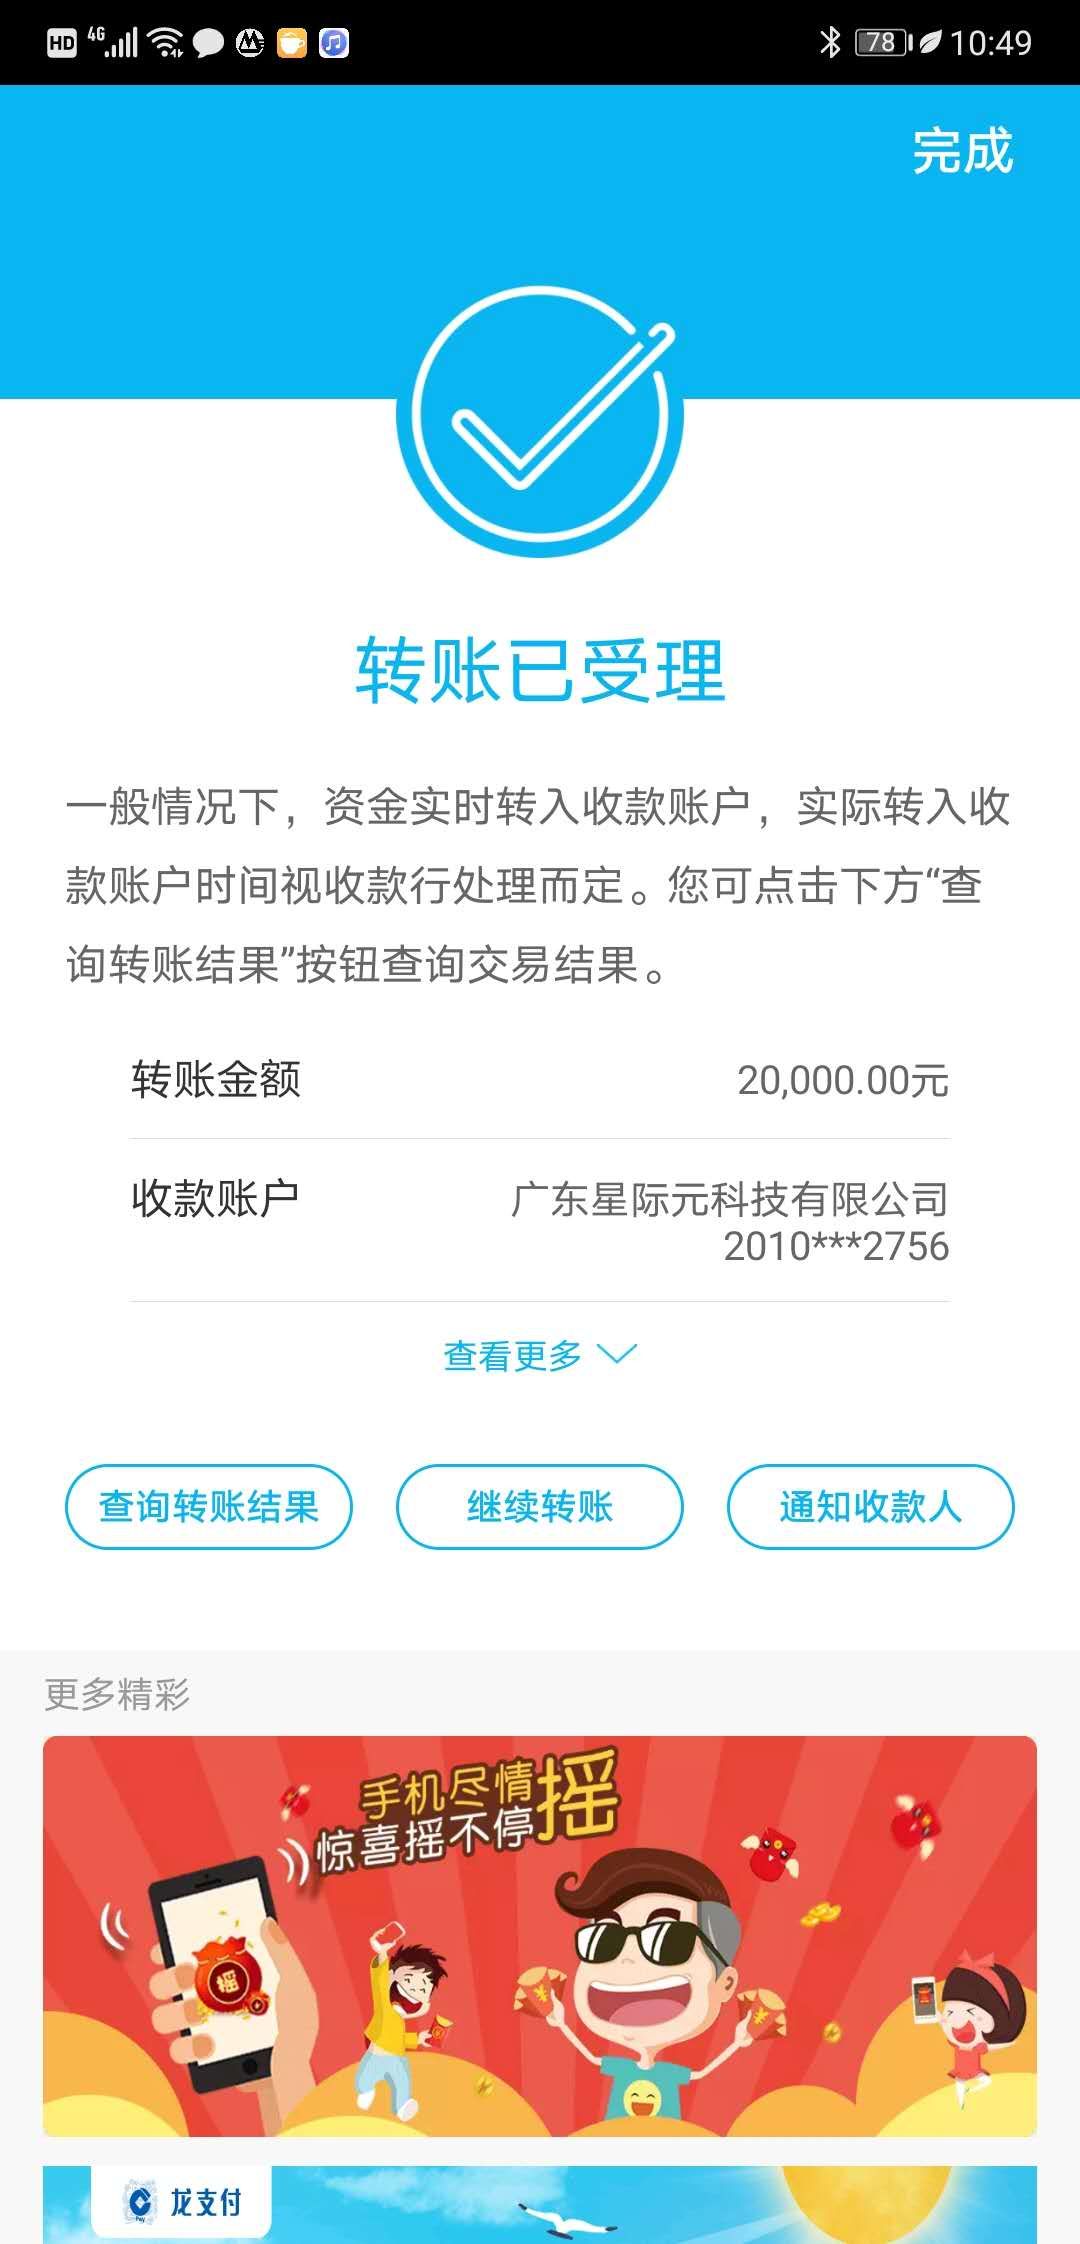 HD 4G 78 10:49
完成
转账已受理
一般情况下，资金实时转入收款账户，实际转入收
款账户时间视收款行处理而定。您可点击下方“查
询转账结果”按钮查询交易结果。
转账金额 20,000.00元
收款账户 广东星际元科技有限公司
2010***2756
查看更多
查询转账结果 继续转账 通知收款人
更多精彩
手机尽情摇
惊喜摇不停
摇
龙支付